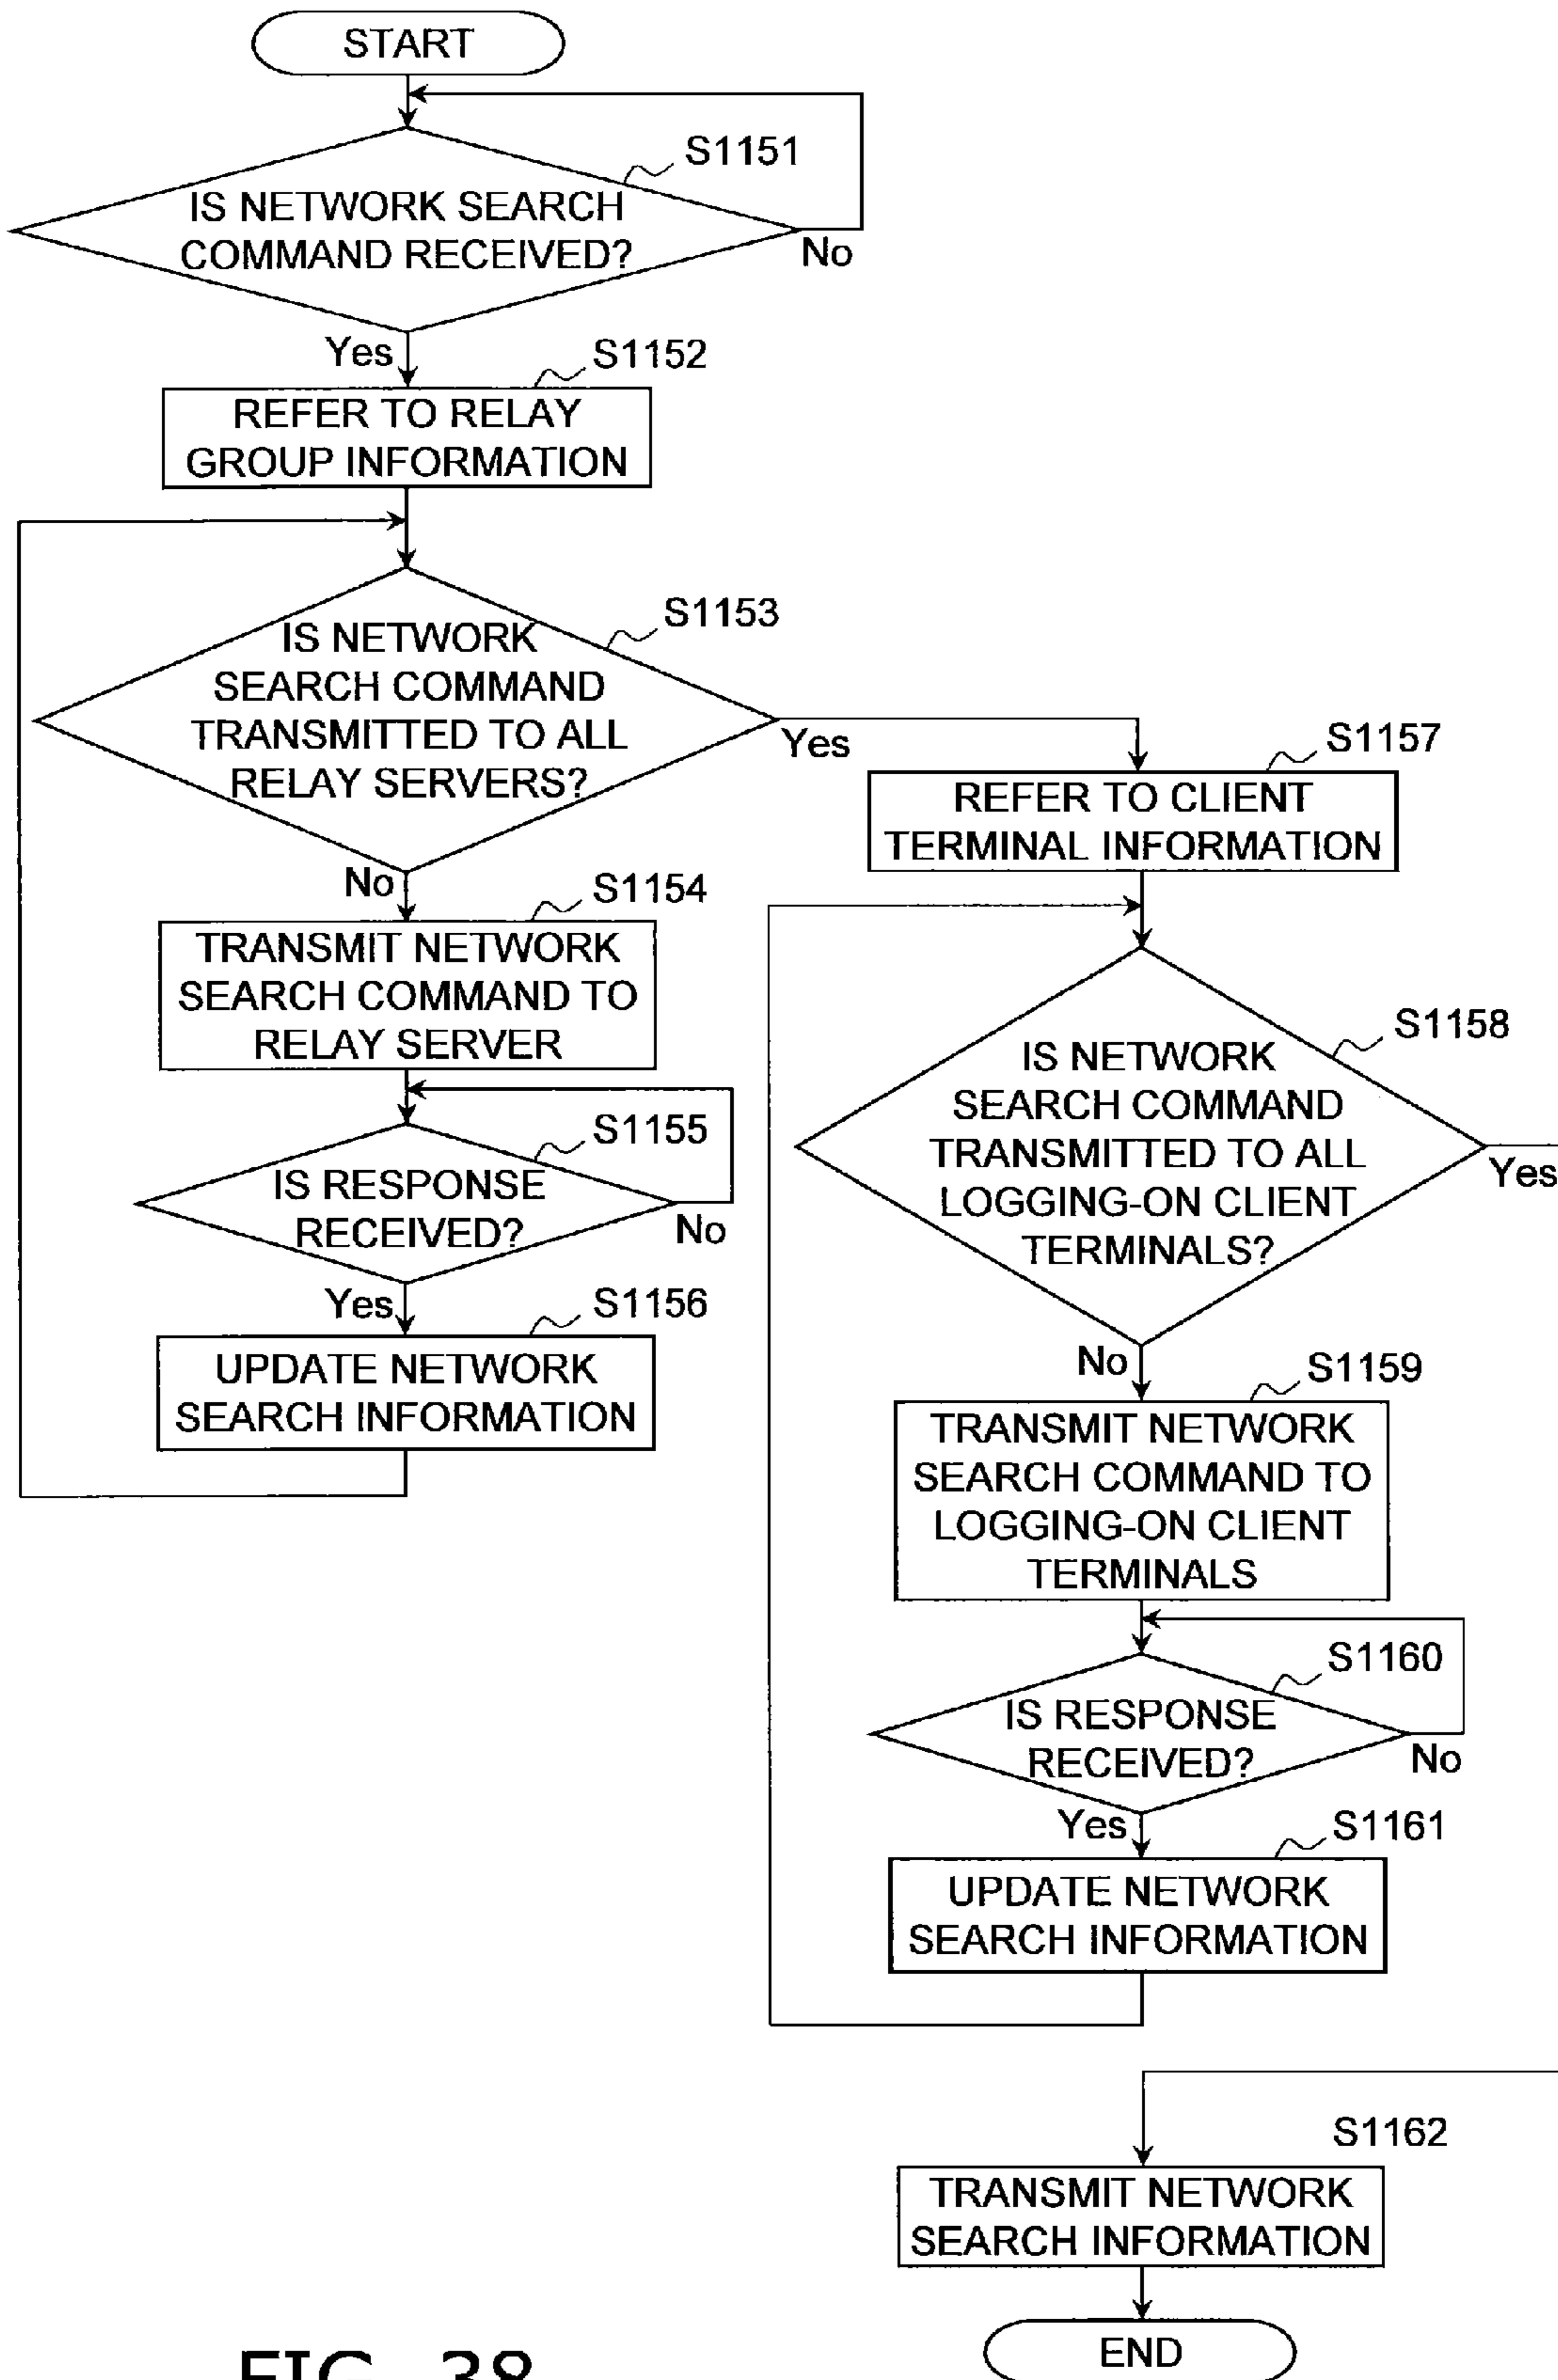 START
S1151
IS NETWORK SEARCH
COMMAND RECEIVED?
No
Yes
S1152
REFER TO RELAY
GROUP INFORMATION
S1153
IS NETWORK
SEARCH COMMAND
TRANSMITTED TO ALL
RELAY SERVERS?
Yes
No
S1154
TRANSMIT NETWORK
SEARCH COMMAND TO
RELAY SERVER
S1155
IS RESPONSE
RECEIVED?
No
Yes
S1156
UPDATE NETWORK
SEARCH INFORMATION
S1157
REFER TO CLIENT
TERMINAL INFORMATION
S1158
IS NETWORK
SEARCH COMMAND
TRANSMITTED TO ALL
LOGGING-ON CLIENT
TERMINALS?
Yes
No
S1159
TRANSMIT NETWORK
SEARCH COMMAND TO
LOGGING-ON CLIENT
TERMINALS
S1160
IS RESPONSE
RECEIVED?
No
Yes
S1161
UPDATE NETWORK
SEARCH INFORMATION
S1162
TRANSMIT NETWORK
SEARCH INFORMATION
END
FIG. 38